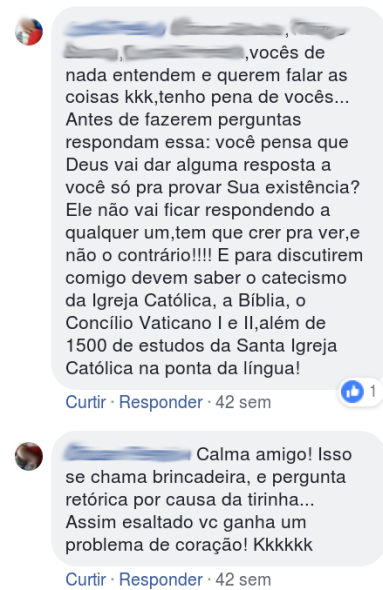 ,vocês de
nada entendem e querem falar as
coisas kkk,tenho pena de vocês...
Antes de fazerem perguntas
respondam essa: você pensa que
Deus vai dar alguma resposta a
você só pra provar Sua existência?
Ele não vai ficar respondendo a
qualquer um,tem que crer pra ver,e
não o contrário!!!! E para discutirem
comigo devem saber o catecismo
da Igreja Católica, a Bíblia, o
Concílio Vaticano I e II,além de
1500 de estudos da Santa Igreja
Católica na ponta da língua!
1
Curtir · Responder · 42 sem
Calma amigo! Isso
se chama brincadeira, e pergunta
retórica por causa da tirinha...
Assim esaltado vc ganha um
problema de coração! Kkkkkk
Curtir · Responder · 42 sem